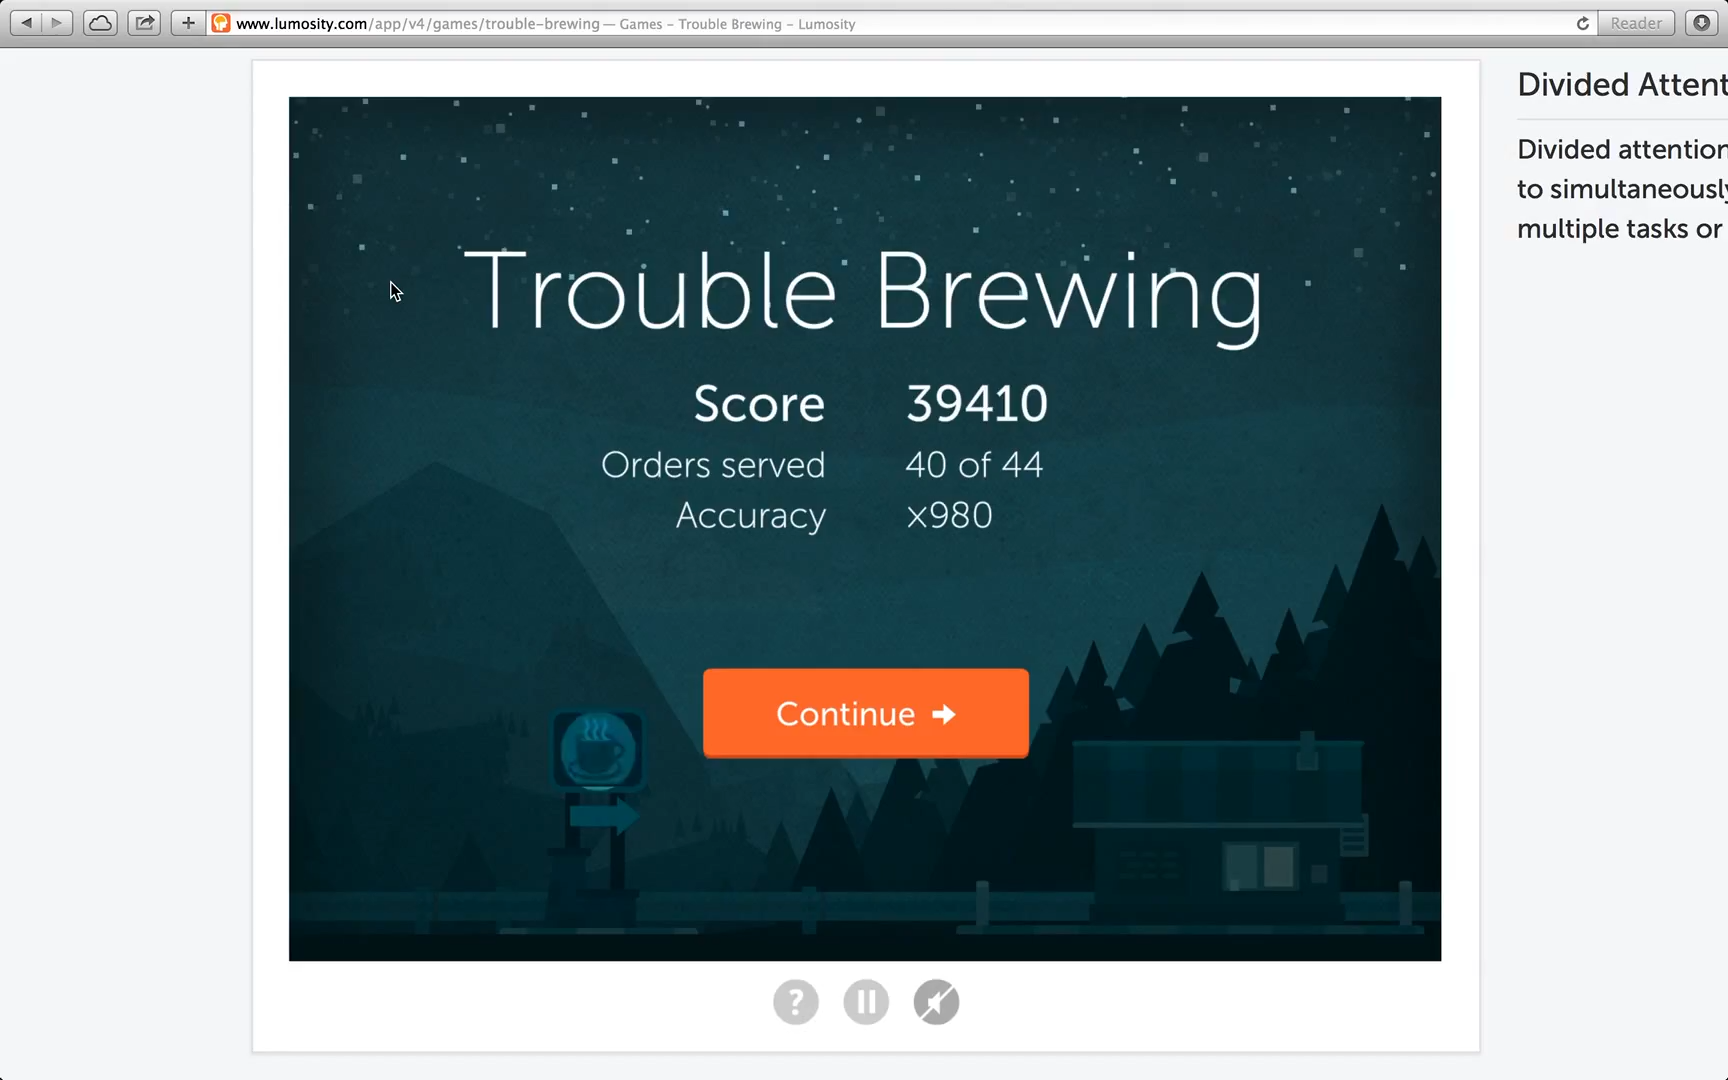 www.lumosity.com/app/v4/games/trouble-brewing — Games – Trouble Brewing – Lumosity
Reader
Trouble Brewing
Score 39410
Orders served 40 of 44
Accuracy x980
Continue
?
Divided Attent
Divided attention
to simultaneously
multiple tasks or